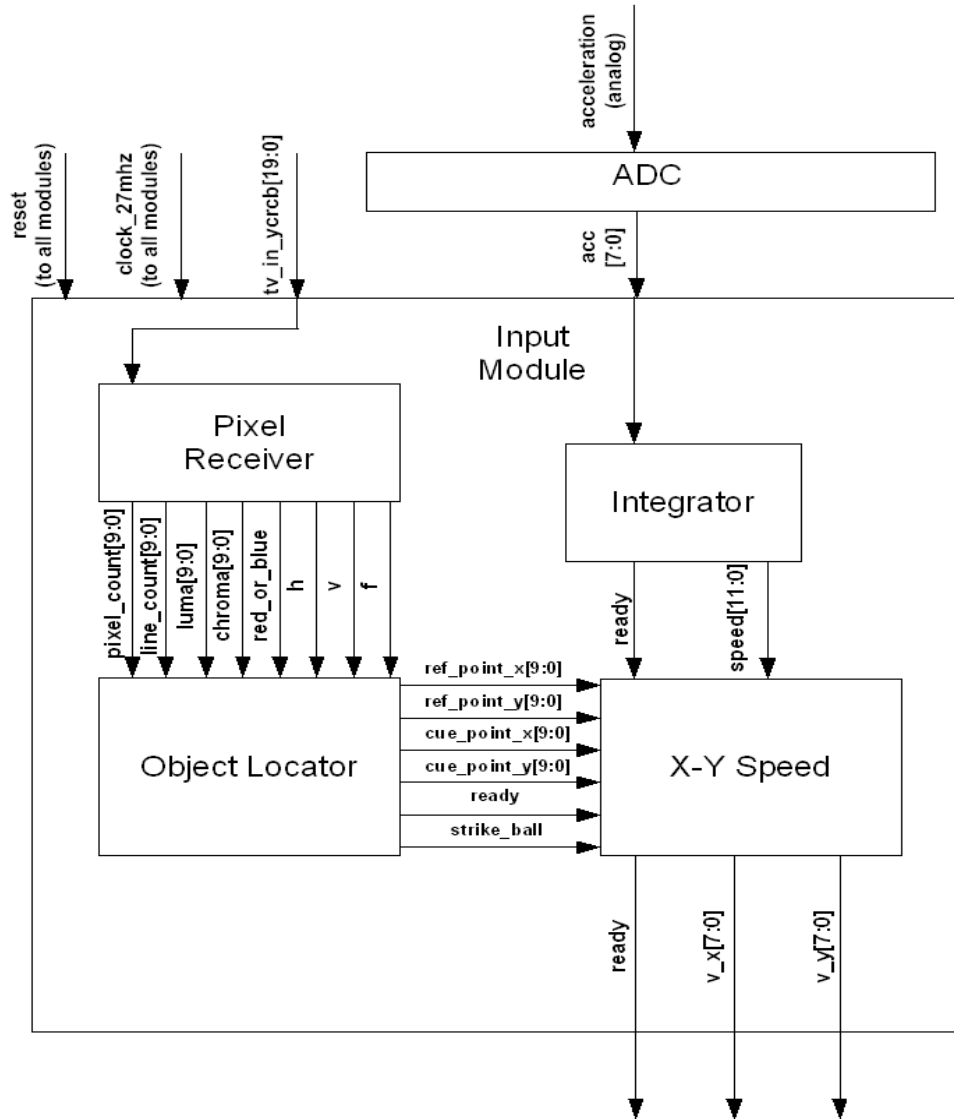 acceleration
(analog)
ADC
reset
(to all modules)
clock_27mhz
(to all modules)
tv_in_ycrcb[19:0]
acc
[7:0]
Input
Module
Pixel
Receiver
Integrator
pixel_count[9:0]
line_count[9:0]
luma[9:0]
chroma[9:0]
red_or_blue
h
v
f
ready
speed[11:0]
Object Locator
ref_point_x[9:0]
ref_point_y[9:0]
cue_point_x[9:0]
cue_point_y[9:0]
ready
strike_ball
X-Y Speed
ready
v_x[7:0]
v_y[7:0]